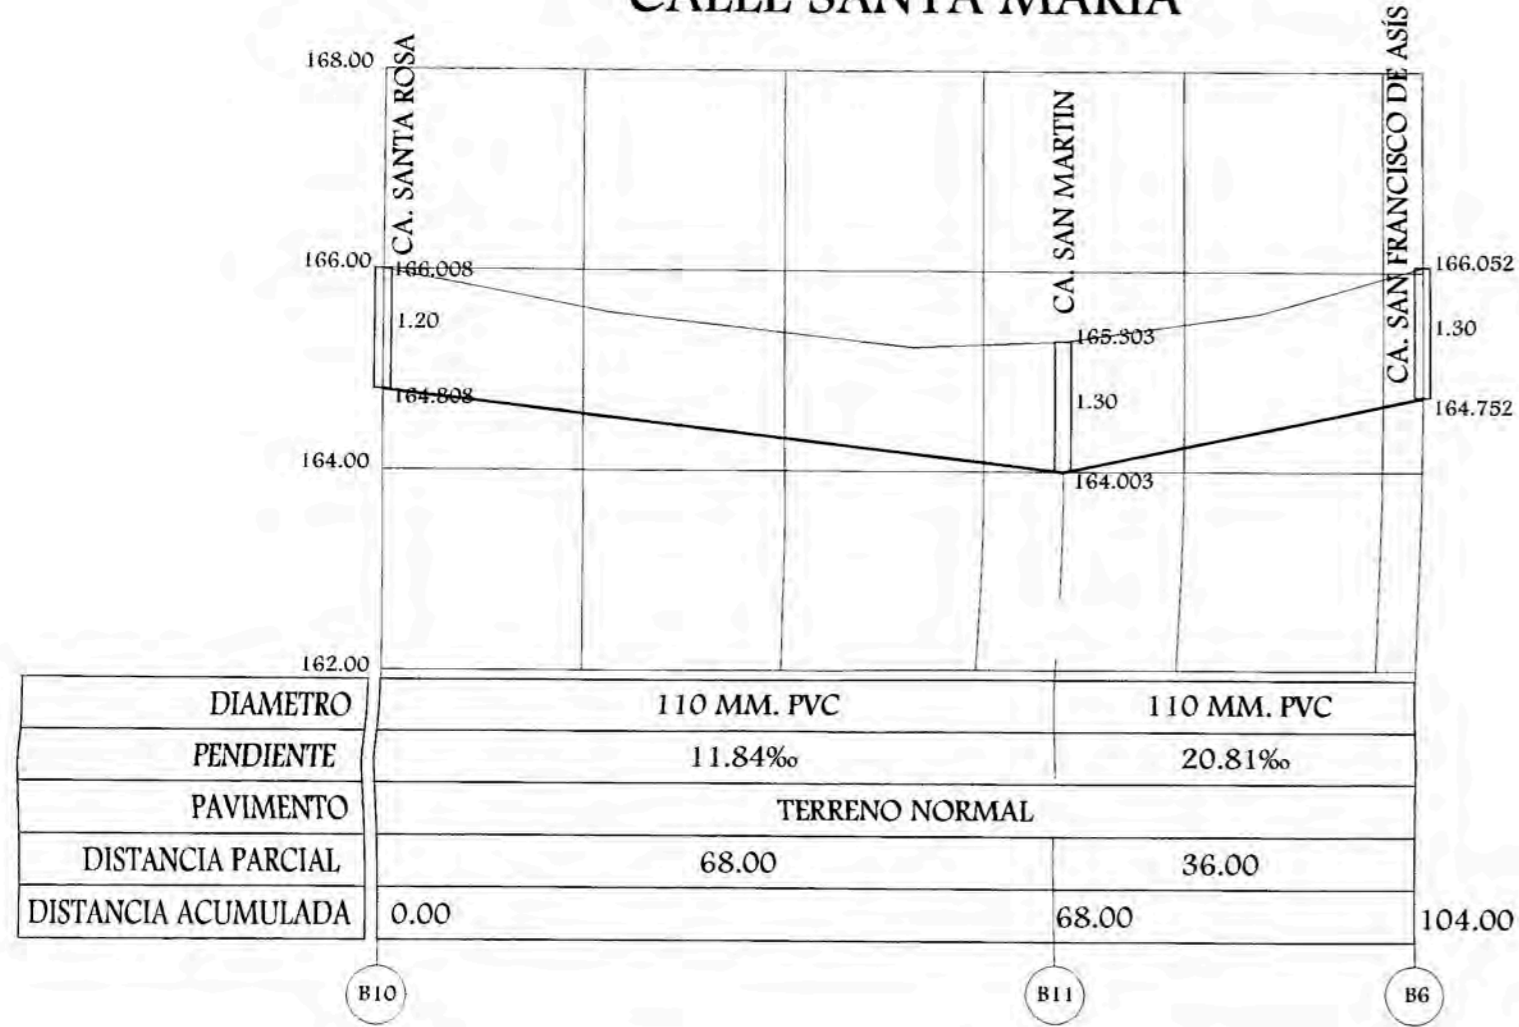 CALLE SANTA MARIA
168.00
CA. SANTA ROSA
CA. SAN MARTIN
CA. SAN FRANCISCO DE ASÍS
166.00
166.008
166.052
1.20
1.30
165.303
1.30
164.808
164.752
164.00
164.003
162.00
DIAMETRO 110 MM. PVC 110 MM. PVC
PENDIENTE 11.84‰ 20.81‰
PAVIMENTO TERRENO NORMAL
DISTANCIA PARCIAL 68.00 36.00
DISTANCIA ACUMULADA 0.00 68.00 104.00
B10 B11 B6